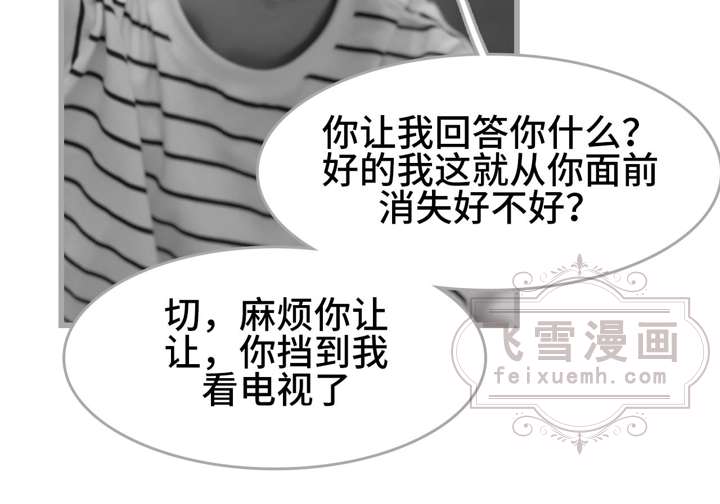 你让我回答你什么？
好的我这就从你面前
消失好不好？
切，麻烦你让
让，你挡到我
看电视了
飞雪漫画
feixuemh.com